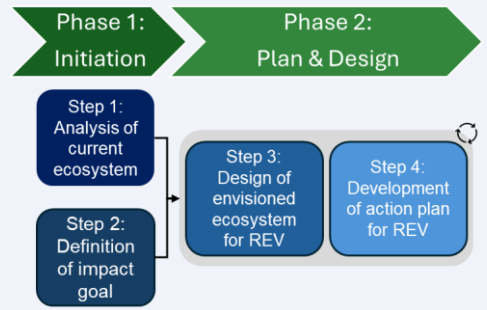 Phase 1:
Initiation
Phase 2:
Plan & Design
Step 1:
Analysis of
current
ecosystem
Step 2:
Definition
of impact
goal
Step 3:
Design of
envisioned
ecosystem
for REV
Step 4:
Development
of action plan
for REV